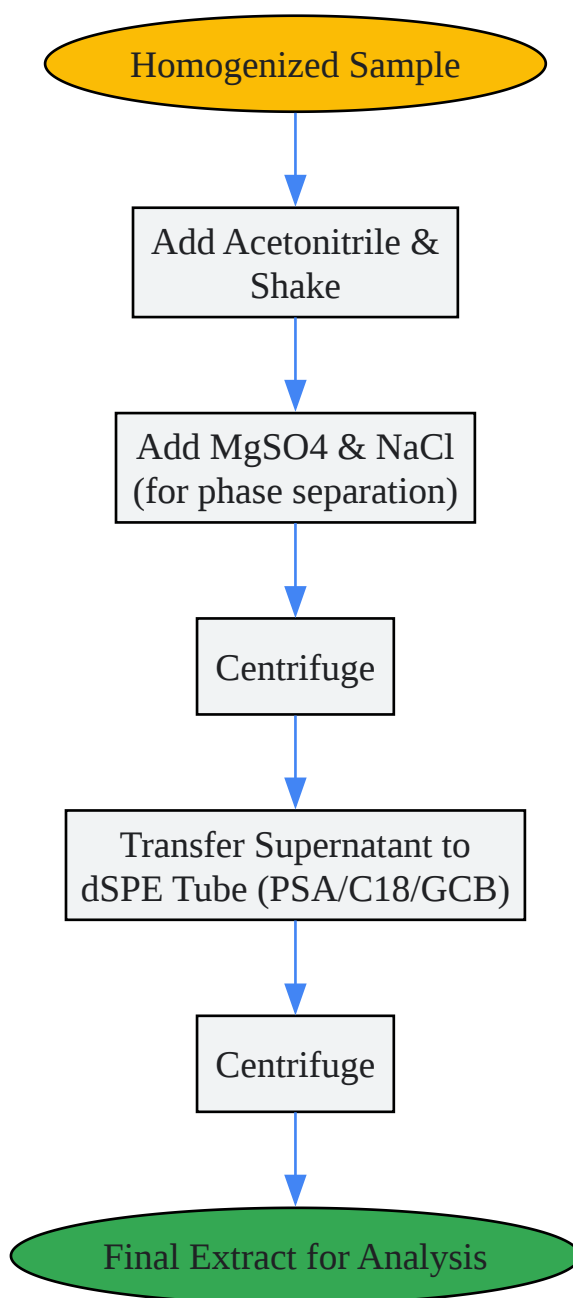 Homogenized Sample
Add Acetonitrile &
Shake
Add MgSO4 & NaCl
(for phase separation)
Centrifuge
Transfer Supernatant to
dSPE Tube (PSA/C18/GCB)
Centrifuge
Final Extract for Analysis